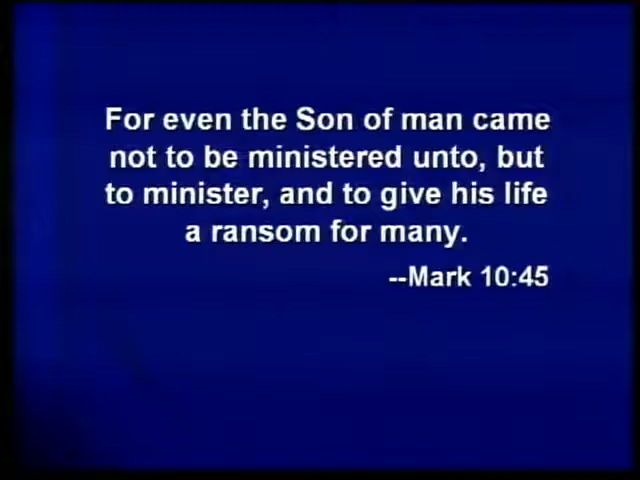 For even the Son of man came
not to be ministered unto, but
to minister, and to give his life
a ransom for many.
--Mark 10:45